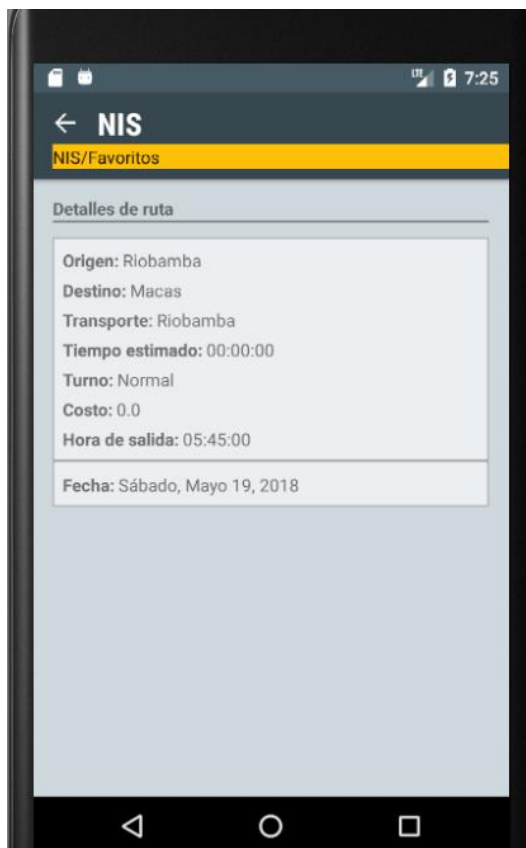 LTE 7:25
NIS
NIS/Favoritos
Detalles de ruta
Origen: Riobamba
Destino: Macas
Transporte: Riobamba
Tiempo estimado: 00:00:00
Turno: Normal
Costo: 0.0
Hora de salida: 05:45:00
Fecha: Sábado, Mayo 19, 2018